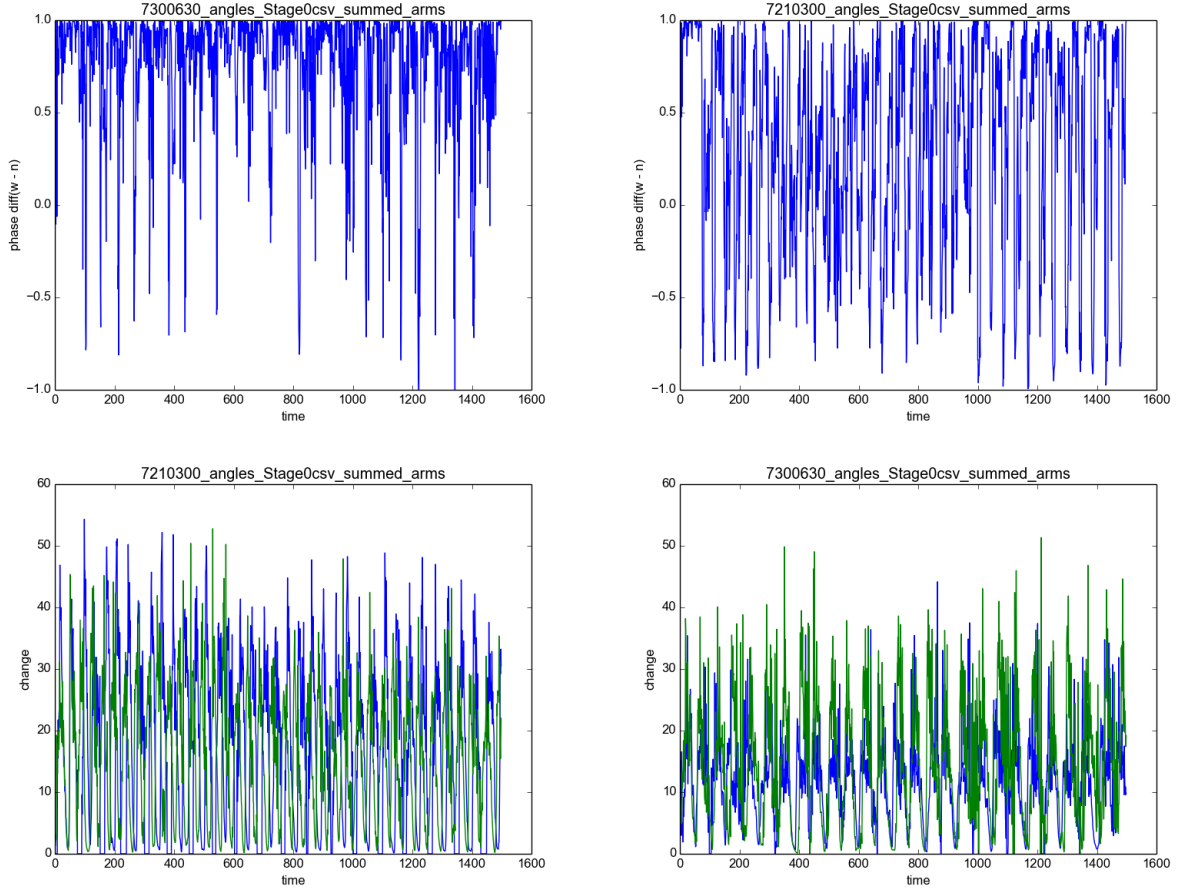 7300630_angles_Stage0csv_summed_arms
1.0
0.5
0.0
−0.5
−1.0
phase diff(w - n)
0 200 400 600 800 1000 1200 1400 1600
time
7210300_angles_Stage0csv_summed_arms
1.0
0.5
0.0
−0.5
−1.0
phase diff(w - n)
0 200 400 600 800 1000 1200 1400 1600
time
7210300_angles_Stage0csv_summed_arms
60
50
40
30
20
10
0
change
0 200 400 600 800 1000 1200 1400 1600
time
7300630_angles_Stage0csv_summed_arms
60
50
40
30
20
10
0
change
0 200 400 600 800 1000 1200 1400 1600
time